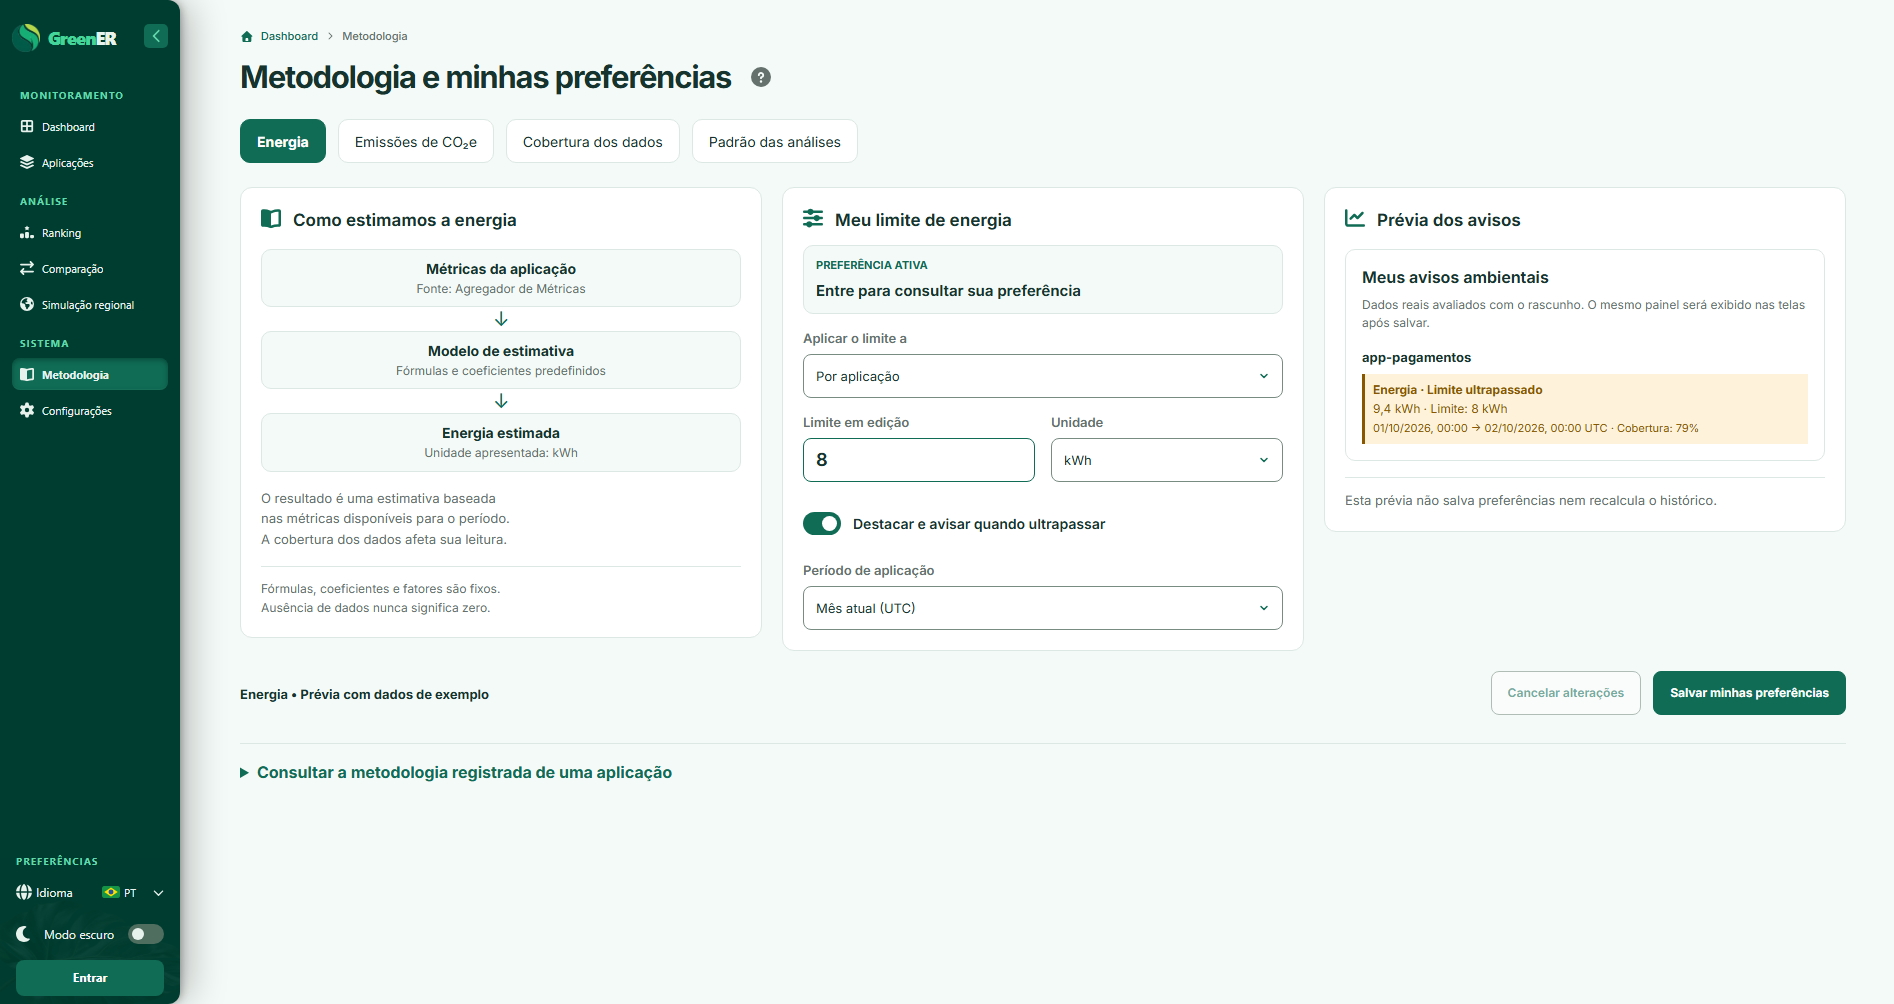 GreenER
MONITORAMENTO
Dashboard
Aplicações
ANÁLISE
Ranking
Comparação
Simulação regional
SISTEMA
Metodologia
Configurações
PREFERÊNCIAS
Idioma
PT
Modo escuro
Entrar
Dashboard > Metodologia
Metodologia e minhas preferências ?
Energia
Emissões de CO₂e
Cobertura dos dados
Padrão das análises
Como estimamos a energia
Métricas da aplicação
Fonte: Agregador de Métricas
↓
Modelo de estimativa
Fórmulas e coeficientes predefinidos
↓
Energia estimada
Unidade apresentada: kWh
O resultado é uma estimativa baseada
nas métricas disponíveis para o período.
A cobertura dos dados afeta sua leitura.
Fórmulas, coeficientes e fatores são fixos.
Ausência de dados nunca significa zero.
Meu limite de energia
PREFERÊNCIA ATIVA
Entre para consultar sua preferência
Aplicar o limite a
Por aplicação
Limite em edição
8
Unidade
kWh
Destacar e avisar quando ultrapassar
Período de aplicação
Mês atual (UTC)
Prévia dos avisos
Meus avisos ambientais
Dados reais avaliados com o rascunho. O mesmo painel será exibido nas telas
após salvar.
app-pagamentos
Energia · Limite ultrapassado
9,4 kWh · Limite: 8 kWh
01/10/2026, 00:00 → 02/10/2026, 00:00 UTC · Cobertura: 79%
Esta prévia não salva preferências nem recalcula o histórico.
Energia • Prévia com dados de exemplo
Cancelar alterações
Salvar minhas preferências
Consultar a metodologia registrada de uma aplicação